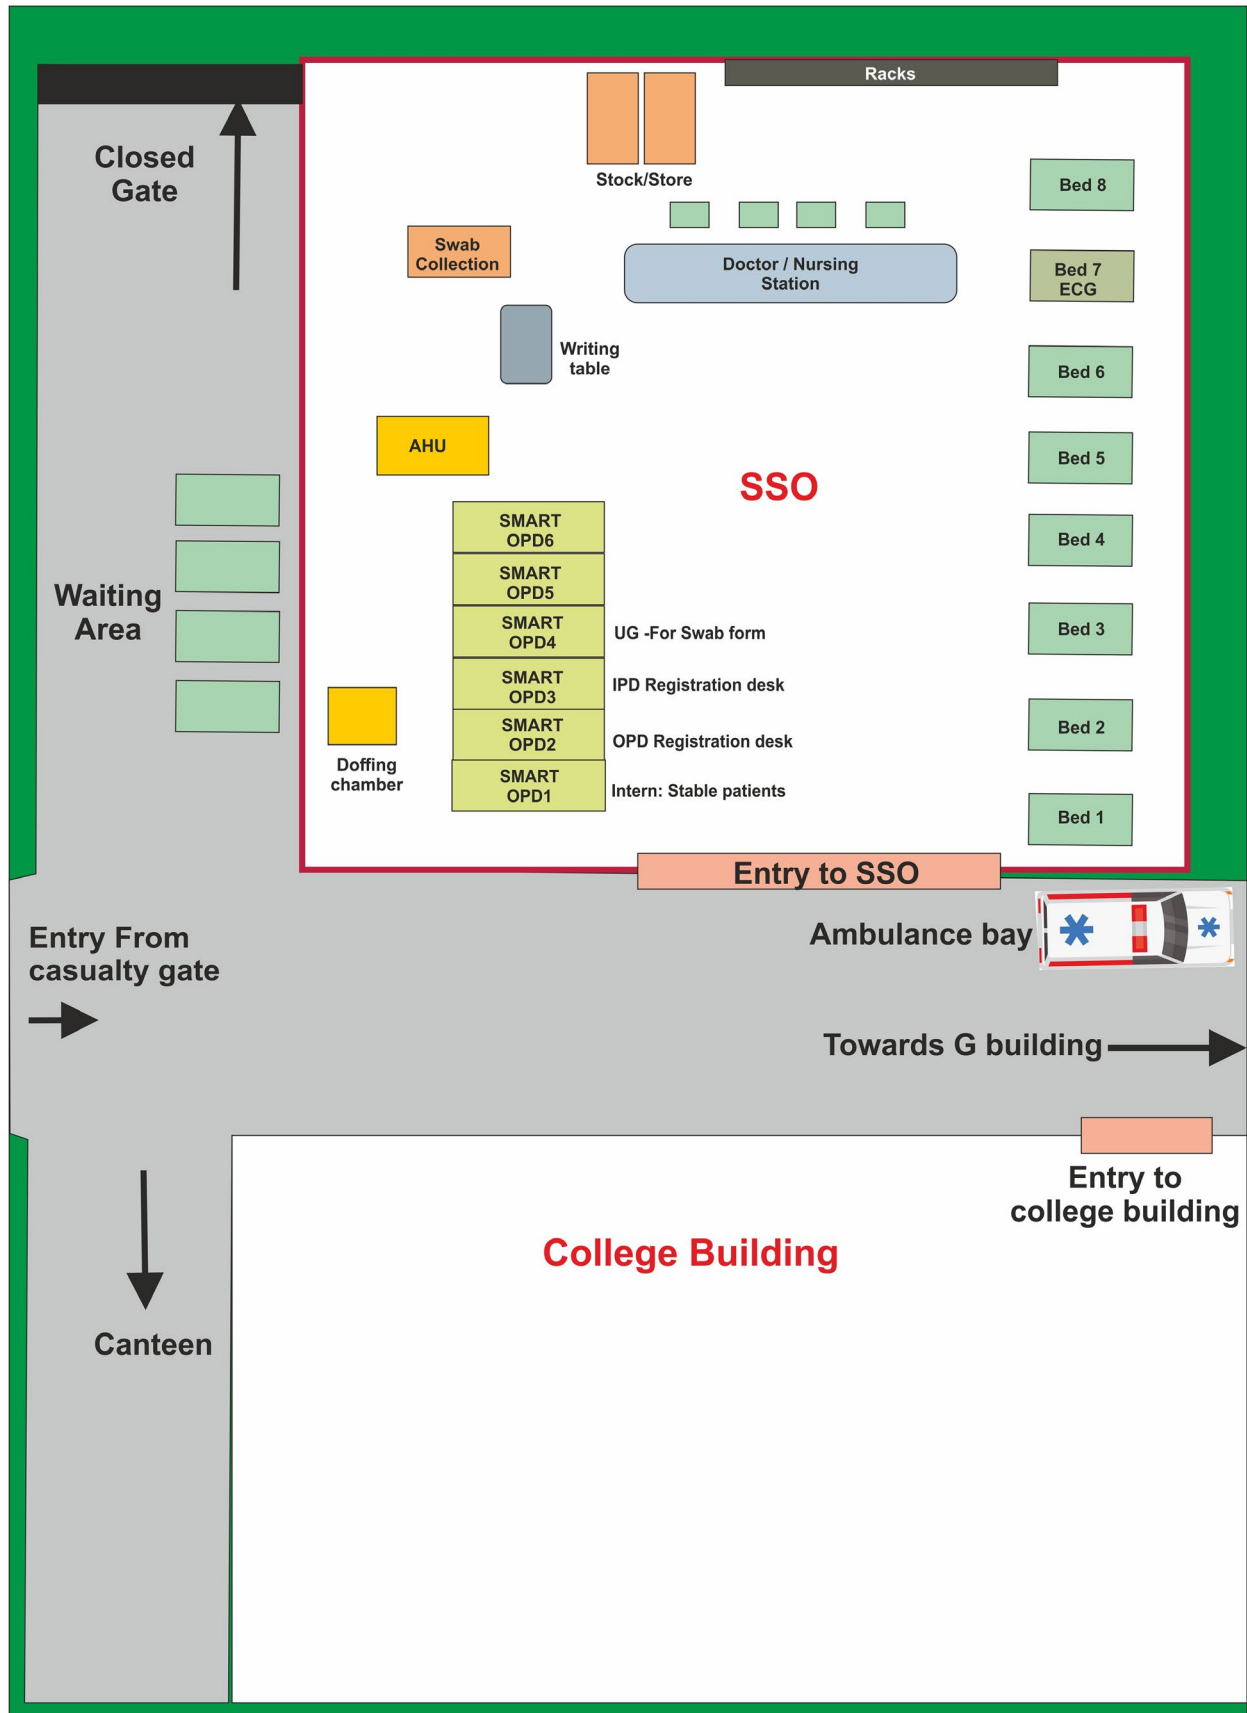 Racks
Closed
Gate
Stock/Store
Bed 8
Swab
Collection
Doctor / Nursing
Station
Bed 7
ECG
Writing
table
Bed 6
AHU
Bed 5
SSO
SMART
OPD6
Bed 4
SMART
OPD5
Waiting
Area
SMART
OPD4
UG -For Swab form
Bed 3
SMART
OPD3
IPD Registration desk
SMART
OPD2
OPD Registration desk
Bed 2
Doffing
chamber
SMART
OPD1
Intern: Stable patients
Bed 1
Entry to SSO
Entry From
casualty gate
Ambulance bay
Towards G building
Entry to
college building
College Building
Canteen